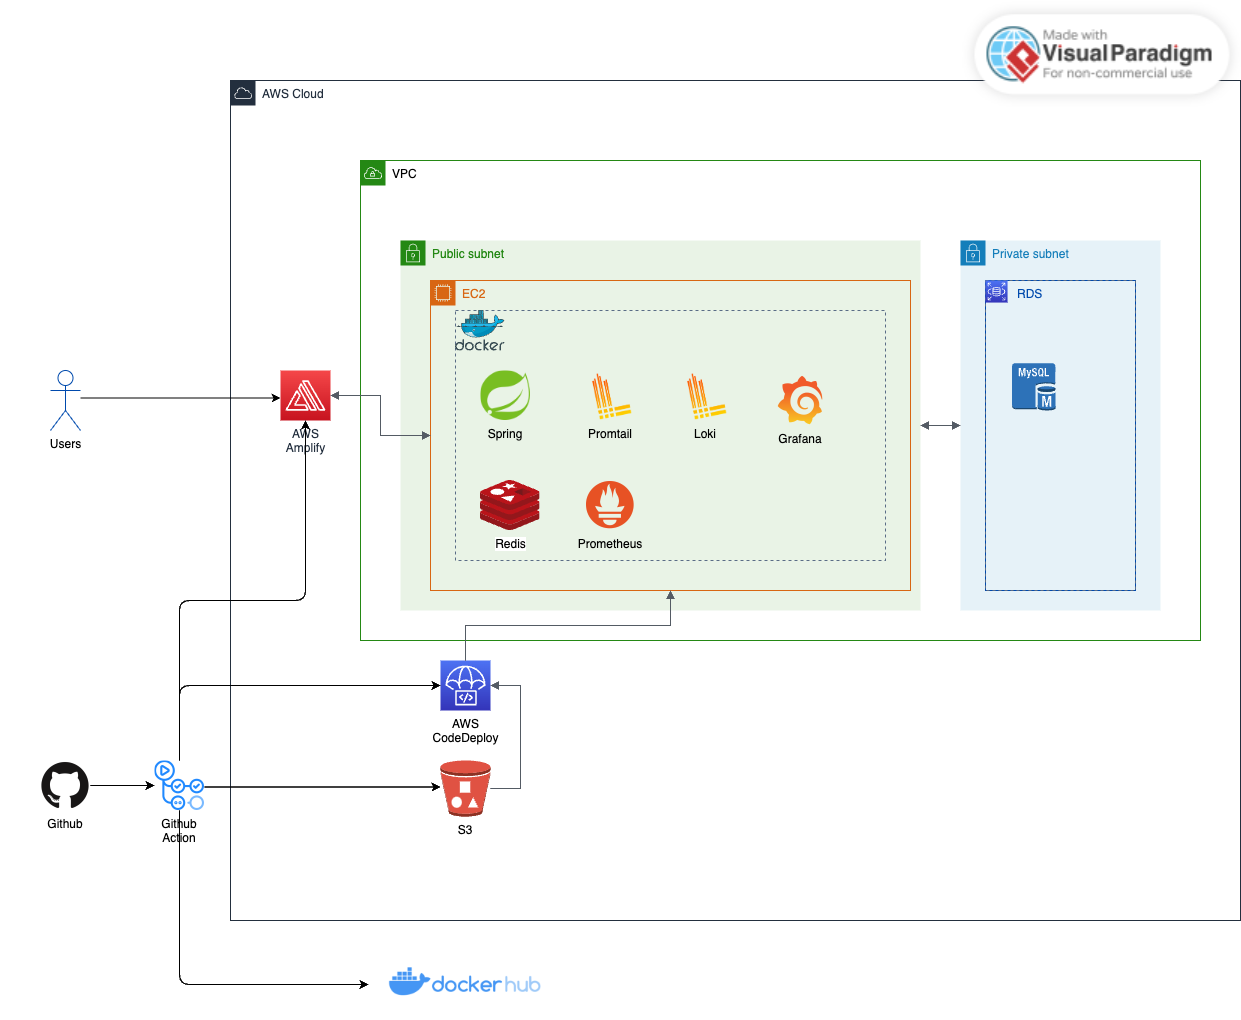 Made with
Visual Paradigm
For non-commercial use
AWS Cloud
VPC
Public subnet
Private subnet
EC2
RDS
docker
MySQL
M
Spring
Promtail
Loki
Grafana
Users
AWS
Amplify
Redis
Prometheus
</>
AWS
CodeDeploy
Github
Github
Action
S3
docker hub